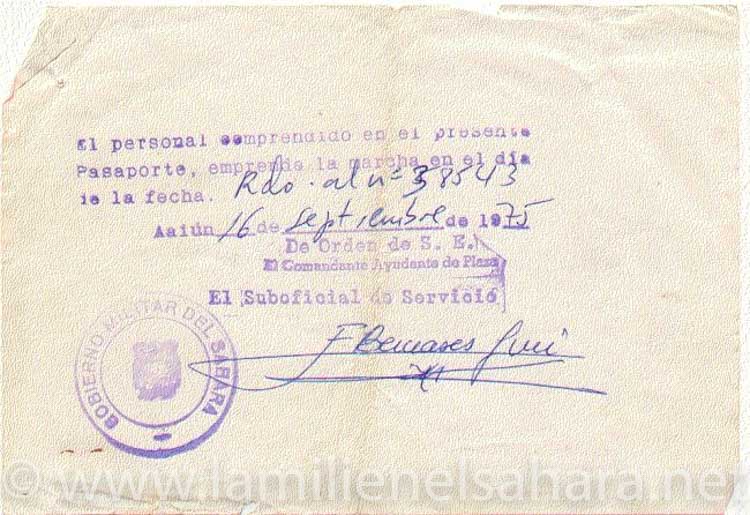 El personal comprendido en el presente
Pasaporte, emprende la marcha en el día
de la fecha. Rdo. al nº 38543
Aaiún 16 de Septiembre de 1975
De Orden de S. E.
El Comandante Ayudante de Plaza
El Suboficial de Servicio
GOBIERNO MILITAR DEL SAHARA
© www.lamilienelsahara.net